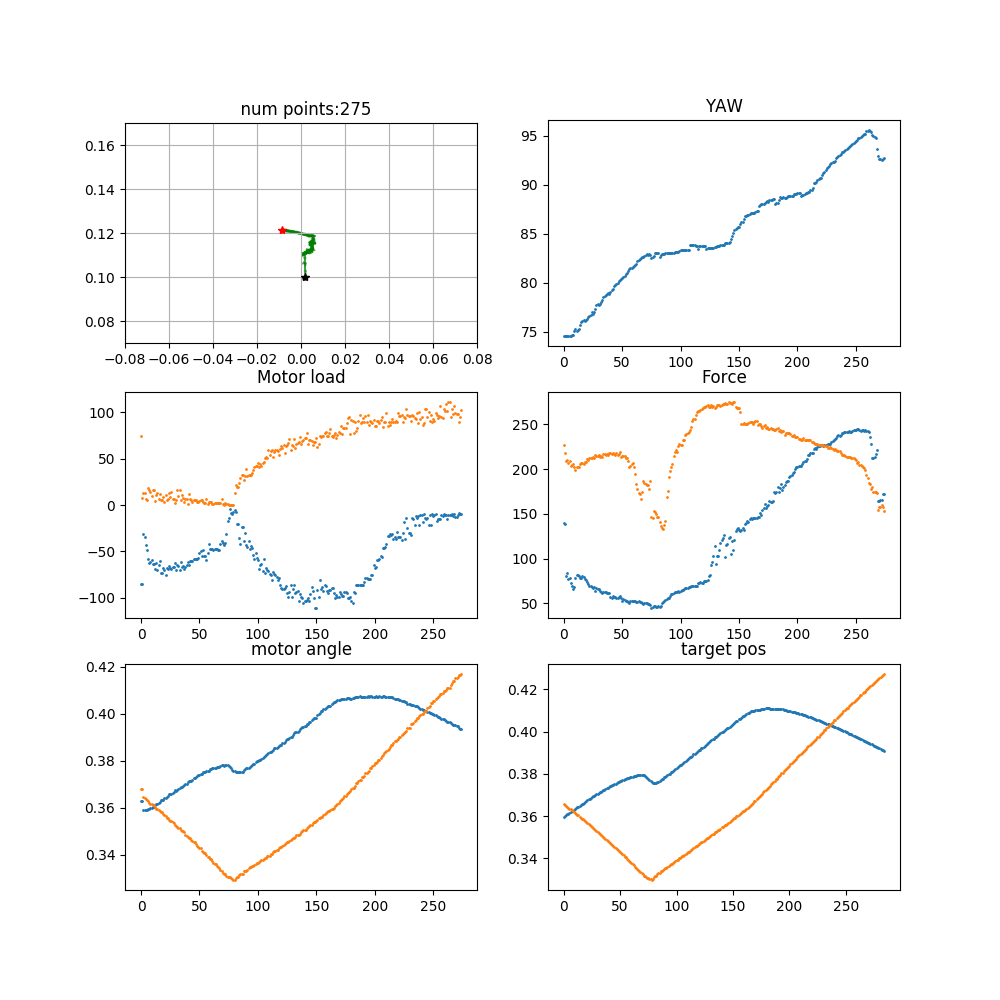 num points:275
YAW
0.16
0.14
0.12
0.10
0.08
−0.08 −0.06 −0.04 −0.02 0.00 0.02 0.04 0.06 0.08
95
90
85
80
75
0 50 100 150 200 250
Motor load
Force
100
50
0
−50
−100
0 50 100 150 200 250
250
200
150
100
50
0 50 100 150 200 250
motor angle
target pos
0.42
0.40
0.38
0.36
0.34
0 50 100 150 200 250
0.42
0.40
0.38
0.36
0.34
0 50 100 150 200 250